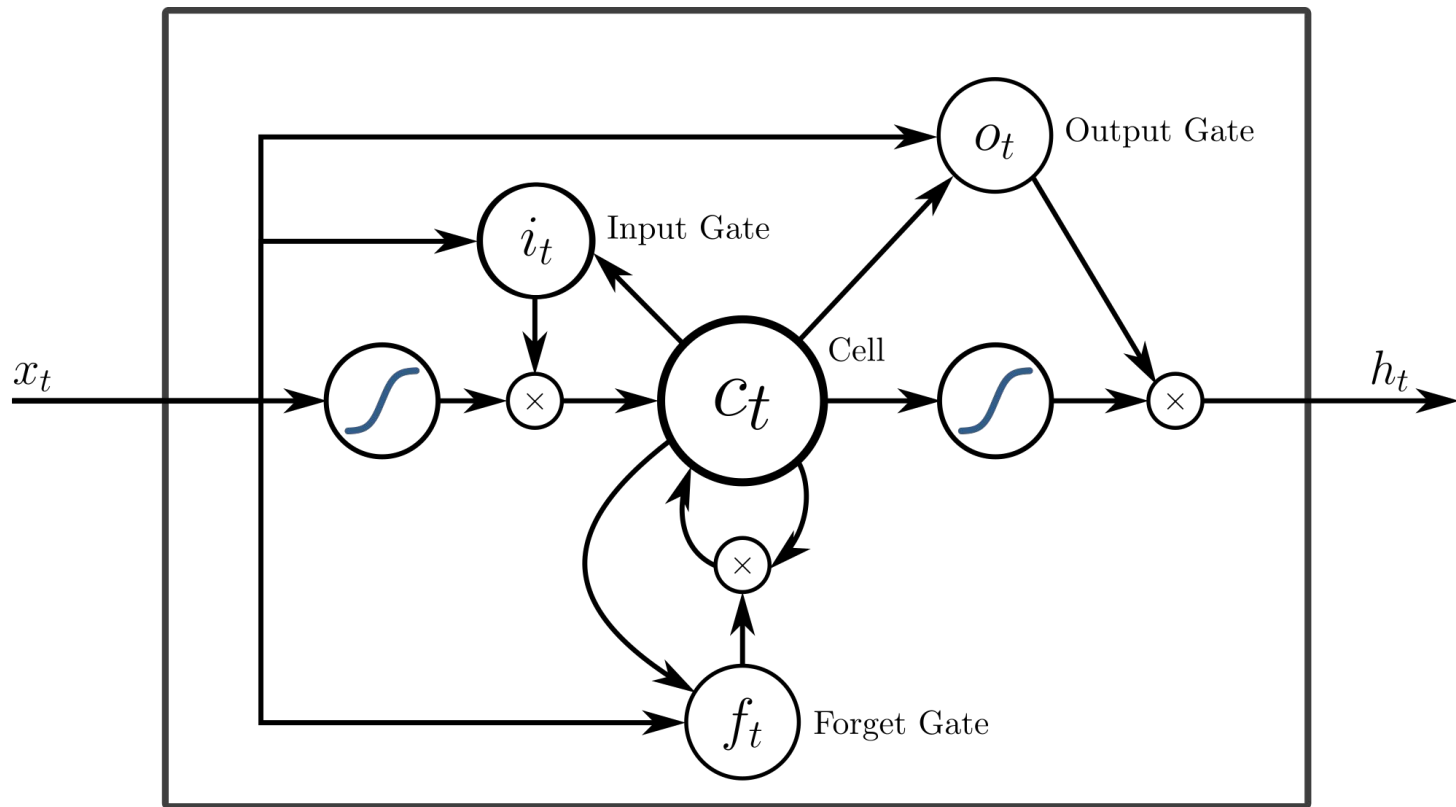 o_t Output Gate
i_t Input Gate
x_t
Cell
h_t
×
c_t
×
×
f_t Forget Gate